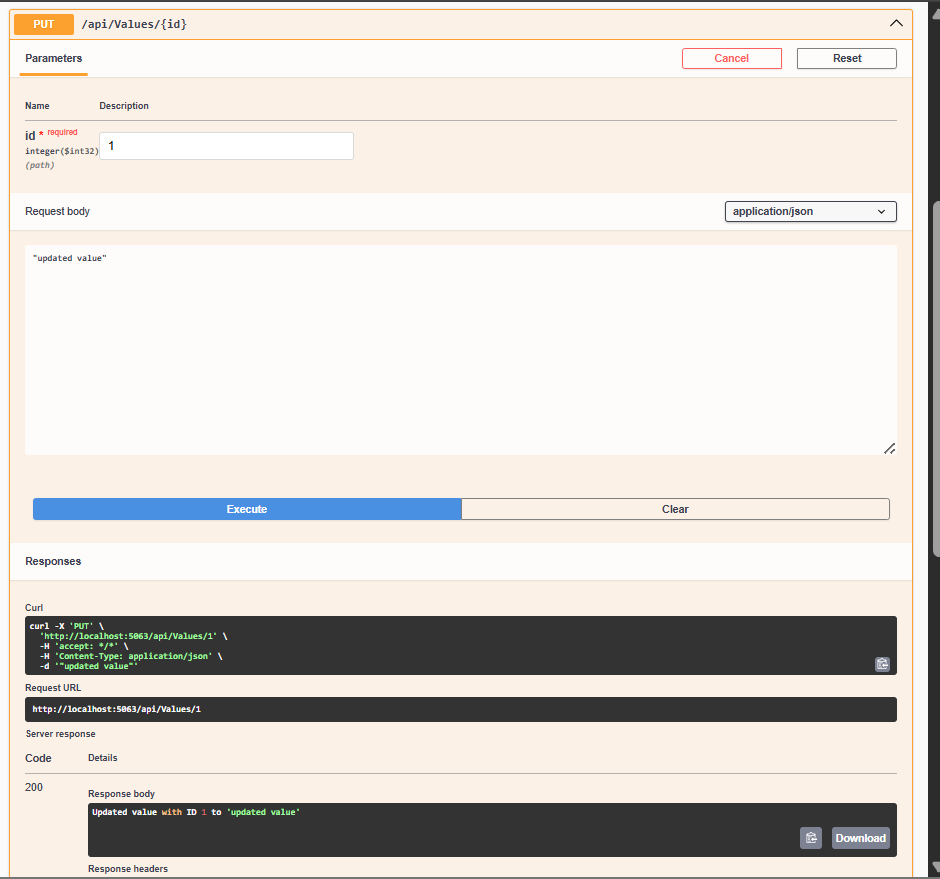 PUT /api/Values/{id}
Parameters
Cancel
Reset
Name Description
id * required
integer($int32)
(path)
1
Request body
application/json
"updated value"
Execute
Clear
Responses
Curl
curl -X 'PUT' \
'http://localhost:5063/api/Values/1' \
-H 'accept: */*' \
-H 'Content-Type: application/json' \
-d '"updated value"'
Request URL
http://localhost:5063/api/Values/1
Server response
Code Details
200
Response body
Updated value with ID 1 to 'updated value'
Download
Response headers